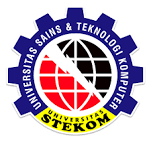 UNIVERSITAS SAINS & TEKNOLOGI KOMPUTER
UNIVERSITAS
STEKOM